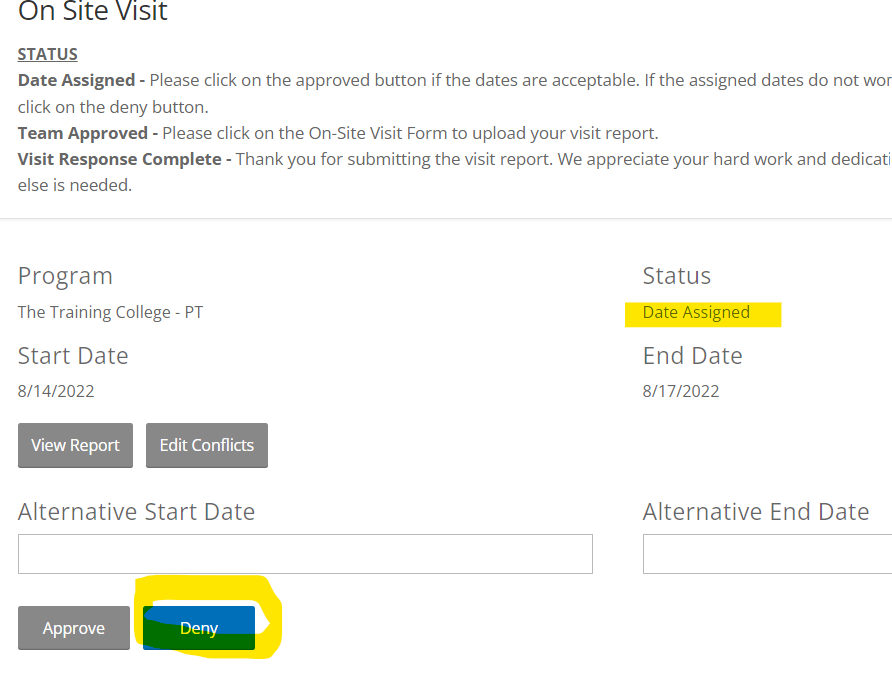 On Site Visit
STATUS
Date Assigned - Please click on the approved button if the dates are acceptable. If the assigned dates do not
click on the deny button.
Team Approved - Please click on the On-Site Visit Form to upload your visit report.
Visit Response Complete - Thank you for submitting the visit report. We appreciate your hard work and
else is needed.
Program
Status
The Training College - PT
Date Assigned
Start Date
End Date
8/14/2022
8/17/2022
View Report
Edit Conflicts
Alternative Start Date
Alternative End Date
Approve
Deny